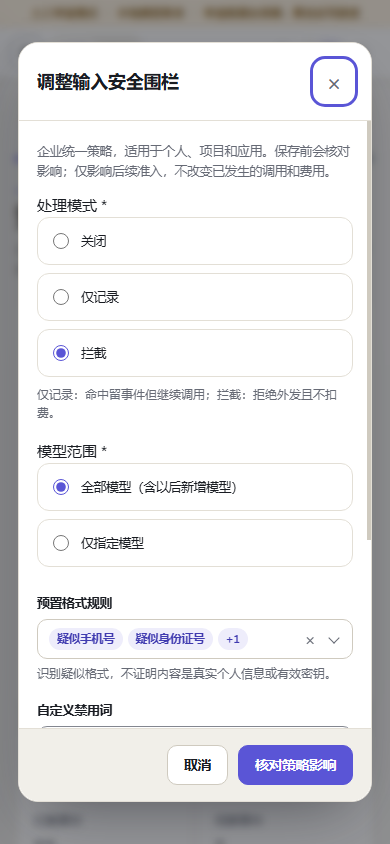 调整输入安全围栏
×
企业统一策略，适用于个人、项目和应用。保存前会核对
影响；仅影响后续准入，不改变已发生的调用和费用。
处理模式 *
关闭
仅记录
拦截
仅记录：命中留事件但继续调用；拦截：拒绝外发且不扣
费。
模型范围 *
全部模型（含以后新增模型）
仅指定模型
预置格式规则
疑似手机号 疑似身份证号 +1 ×
识别疑似格式，不证明内容是真实个人信息或有效密钥。
自定义禁用词
取消 核对策略影响